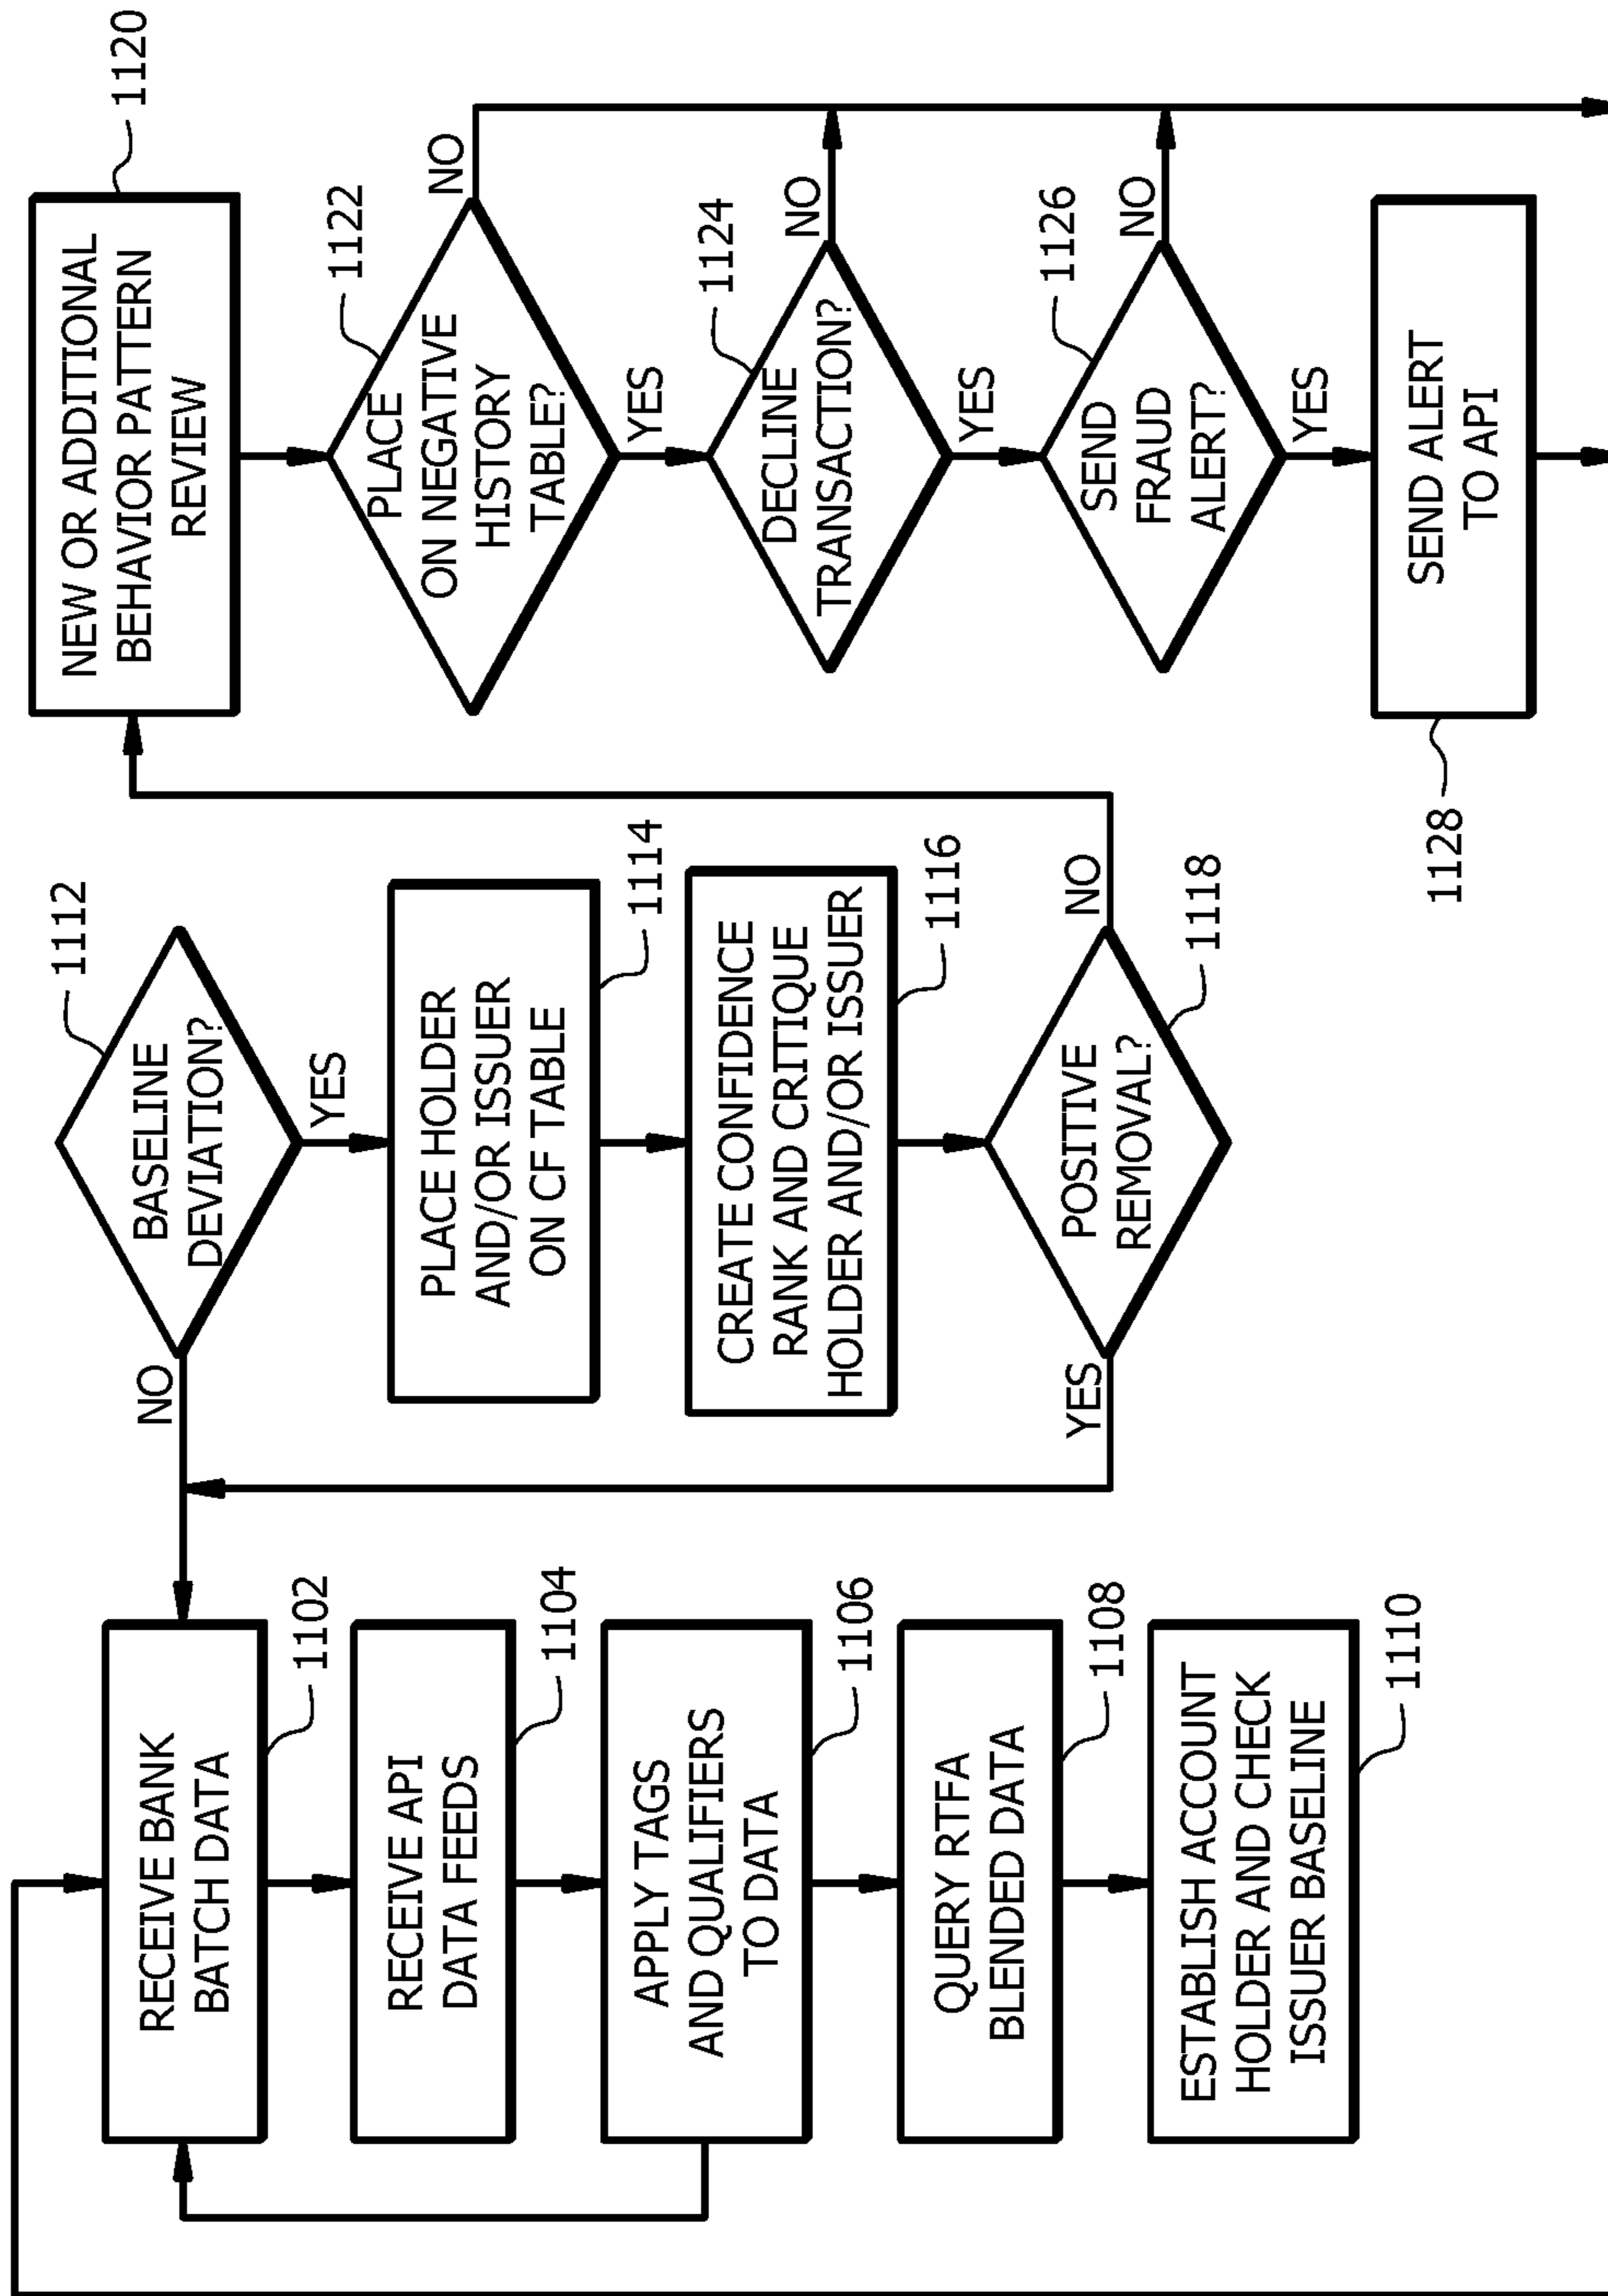 RECEIVE BANK
BATCH DATA
1102
RECEIVE API
DATA FEEDS
1104
APPLY TAGS
AND QUALIFIERS
TO DATA
1106
QUERY RTFA
BLENDED DATA
1108
ESTABLISH ACCOUNT
HOLDER AND CHECK
ISSUER BASELINE
1110
BASELINE
DEVIATION?
1112
NO
YES
PLACE HOLDER
AND/OR ISSUER
ON CF TABLE
1114
CREATE CONFIDENCE
RANK AND CRITIQUE
HOLDER AND/OR ISSUER
1116
POSITIVE
REMOVAL?
1118
YES
NO
NEW OR ADDITIONAL
BEHAVIOR PATTERN
REVIEW
1120
PLACE
ON NEGATIVE
HISTORY
TABLE?
1122
NO
YES
DECLINE
TRANSACTION?
1124
NO
YES
SEND
FRAUD
ALERT?
1126
NO
YES
SEND ALERT
TO API
1128